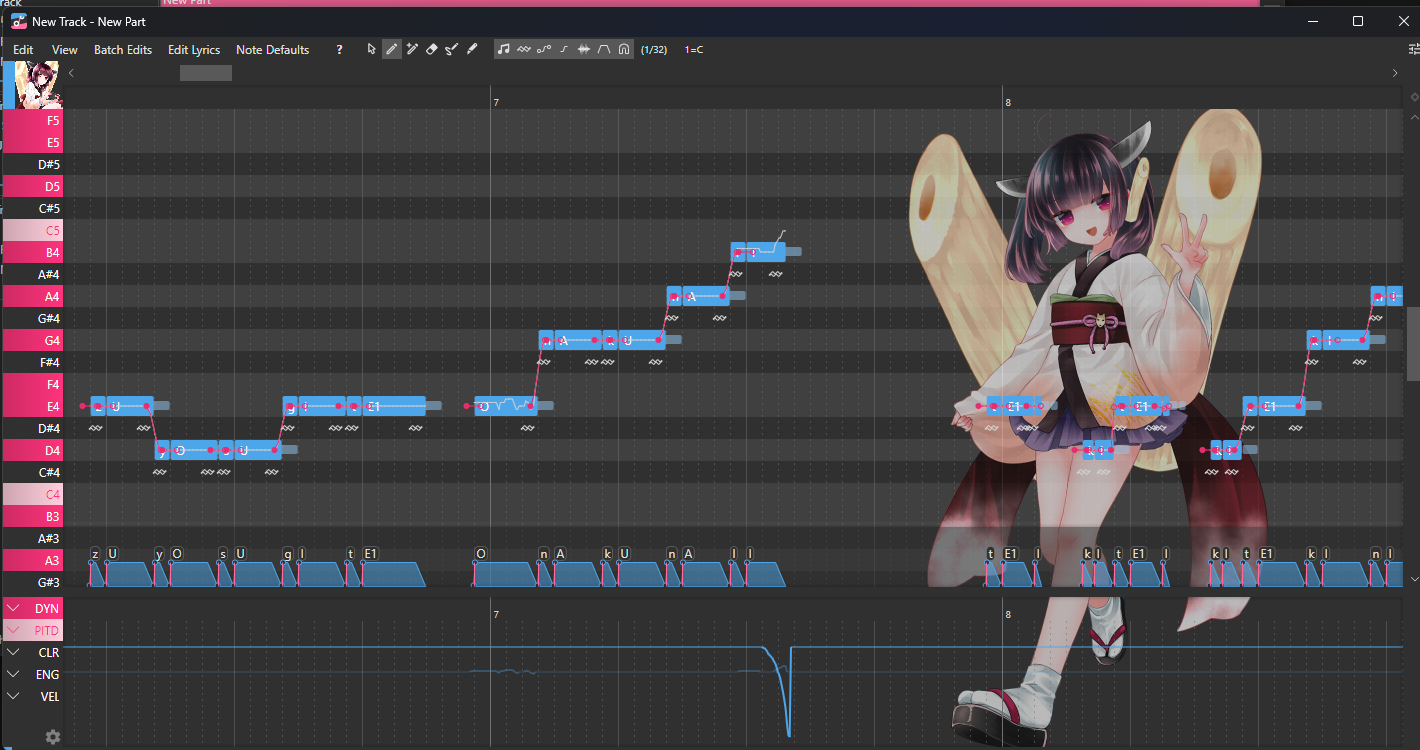 New Part
New Track - New Part
Edit View Batch Edits Edit Lyrics Note Defaults ? (1/32) 1=C
7 8
F5
E5
D#5
D5
C#5
C5
B4
A#4
A4
G#4
G4
F#4
F4
E4
D#4
D4
C#4
C4
B3
A#3
A3
G#3
z U y O s U g I t E1 O n A k U n A I I t E1 I k I t E1 I k I t E1 k I n I
DYN
PITD
CLR
ENG
VEL
7 8